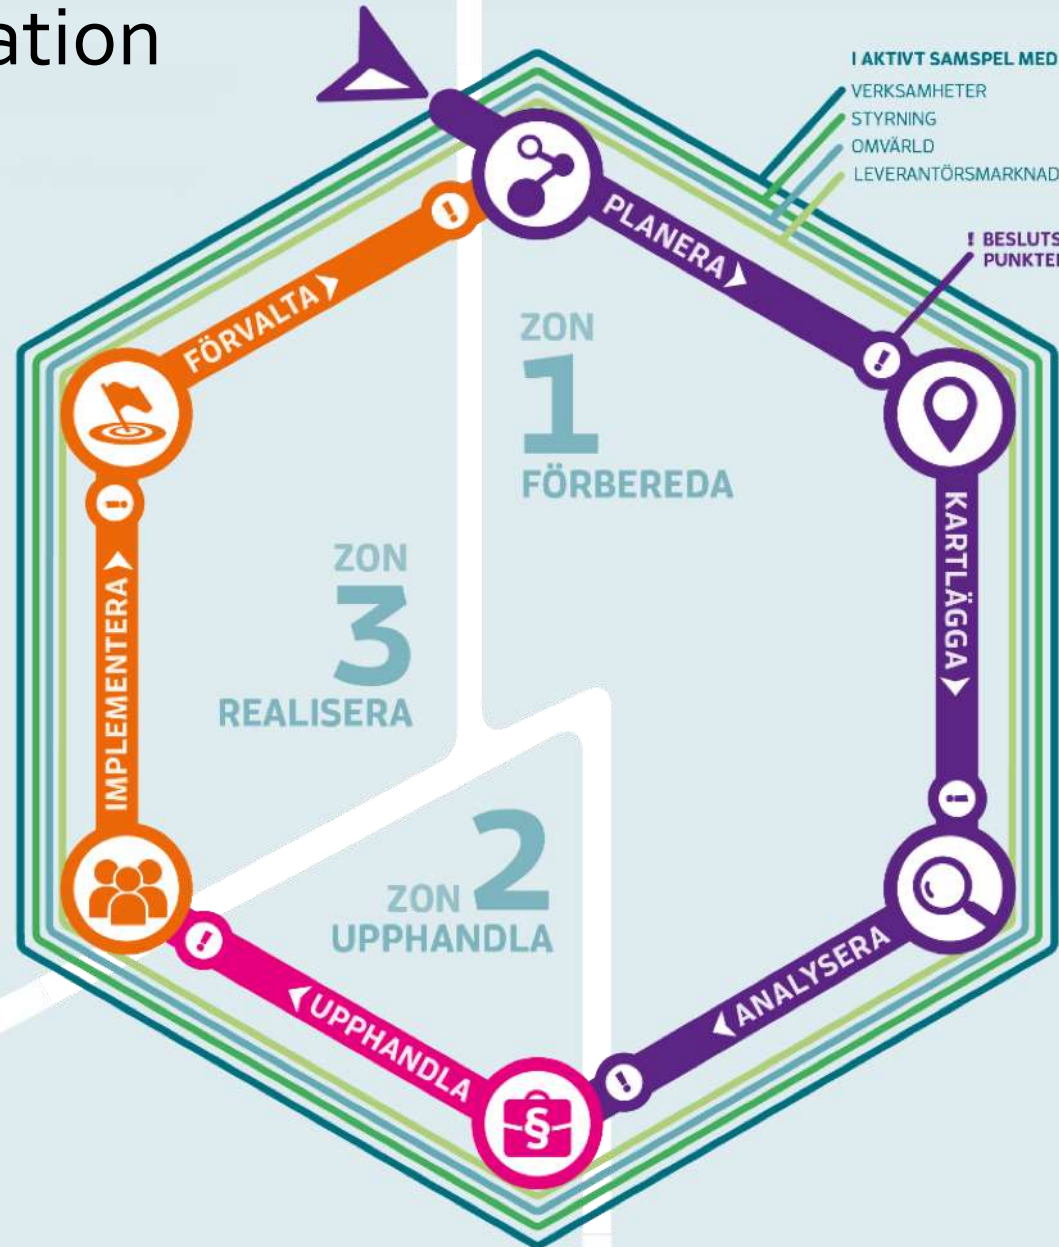 ation
I AKTIVT SAMSPEL MED
VERKSAMHETER
STYRNING
OMVÄRLD
LEVERANTÖRSMARKNAD
! BESLUTS
PUNKTER
PLANERA
FÖRVALTA
ZON
1
FÖRBEREDA
KARTLÄGGA
ZON
3
REALISERA
IMPLEMENTERA
ZON 2
UPPHANDLA
ANALYSERA
UPPHANDLA
§